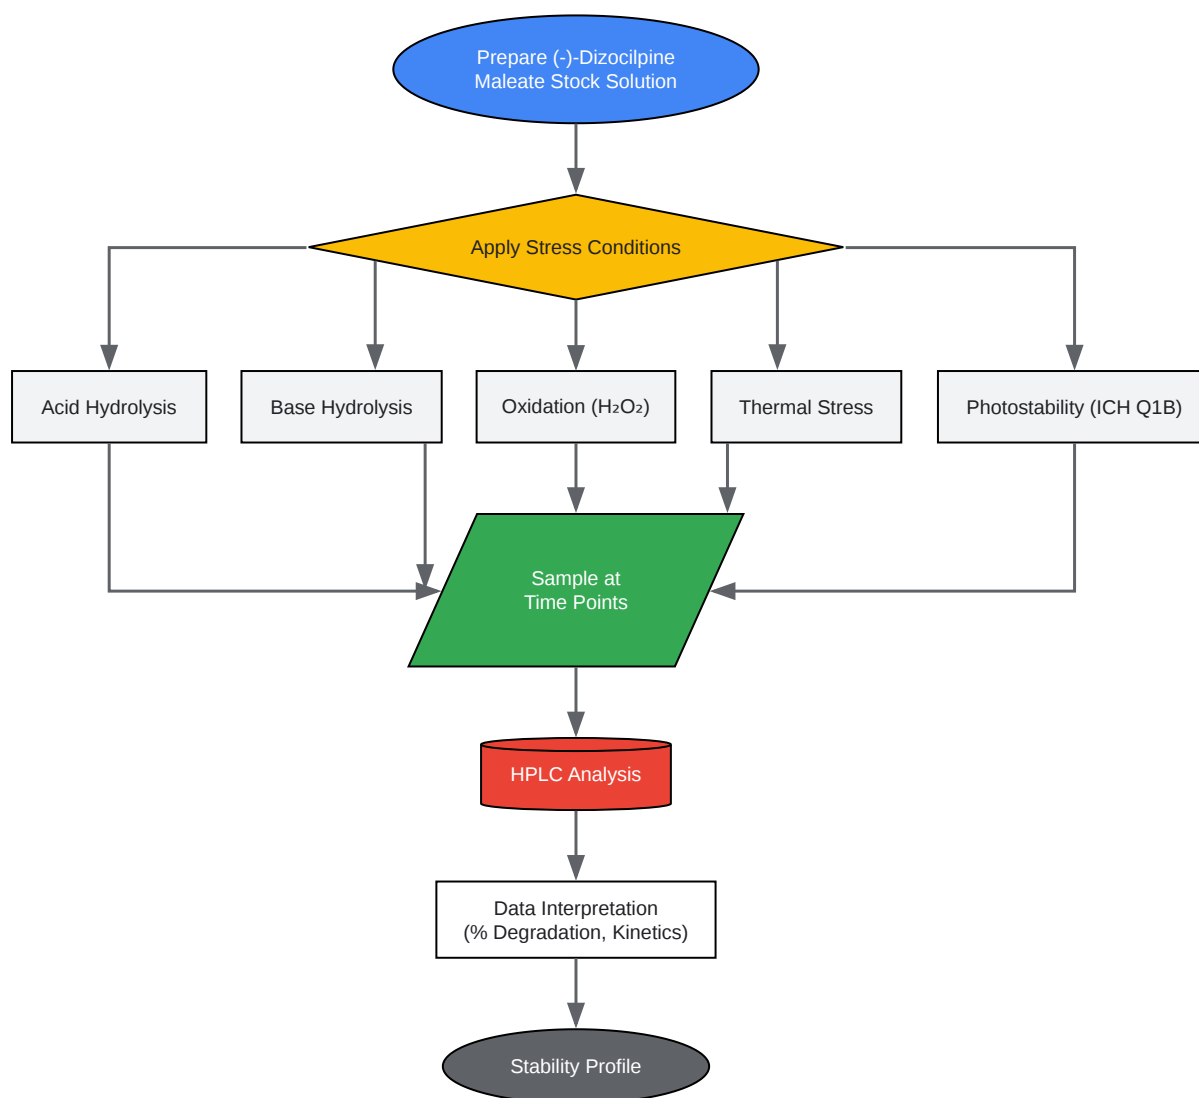 Prepare (-)-Dizocilpine
Maleate Stock Solution
Apply Stress Conditions
Acid Hydrolysis
Base Hydrolysis
Oxidation (H₂O₂)
Thermal Stress
Photostability (ICH Q1B)
Sample at
Time Points
HPLC Analysis
Data Interpretation
(% Degradation, Kinetics)
Stability Profile